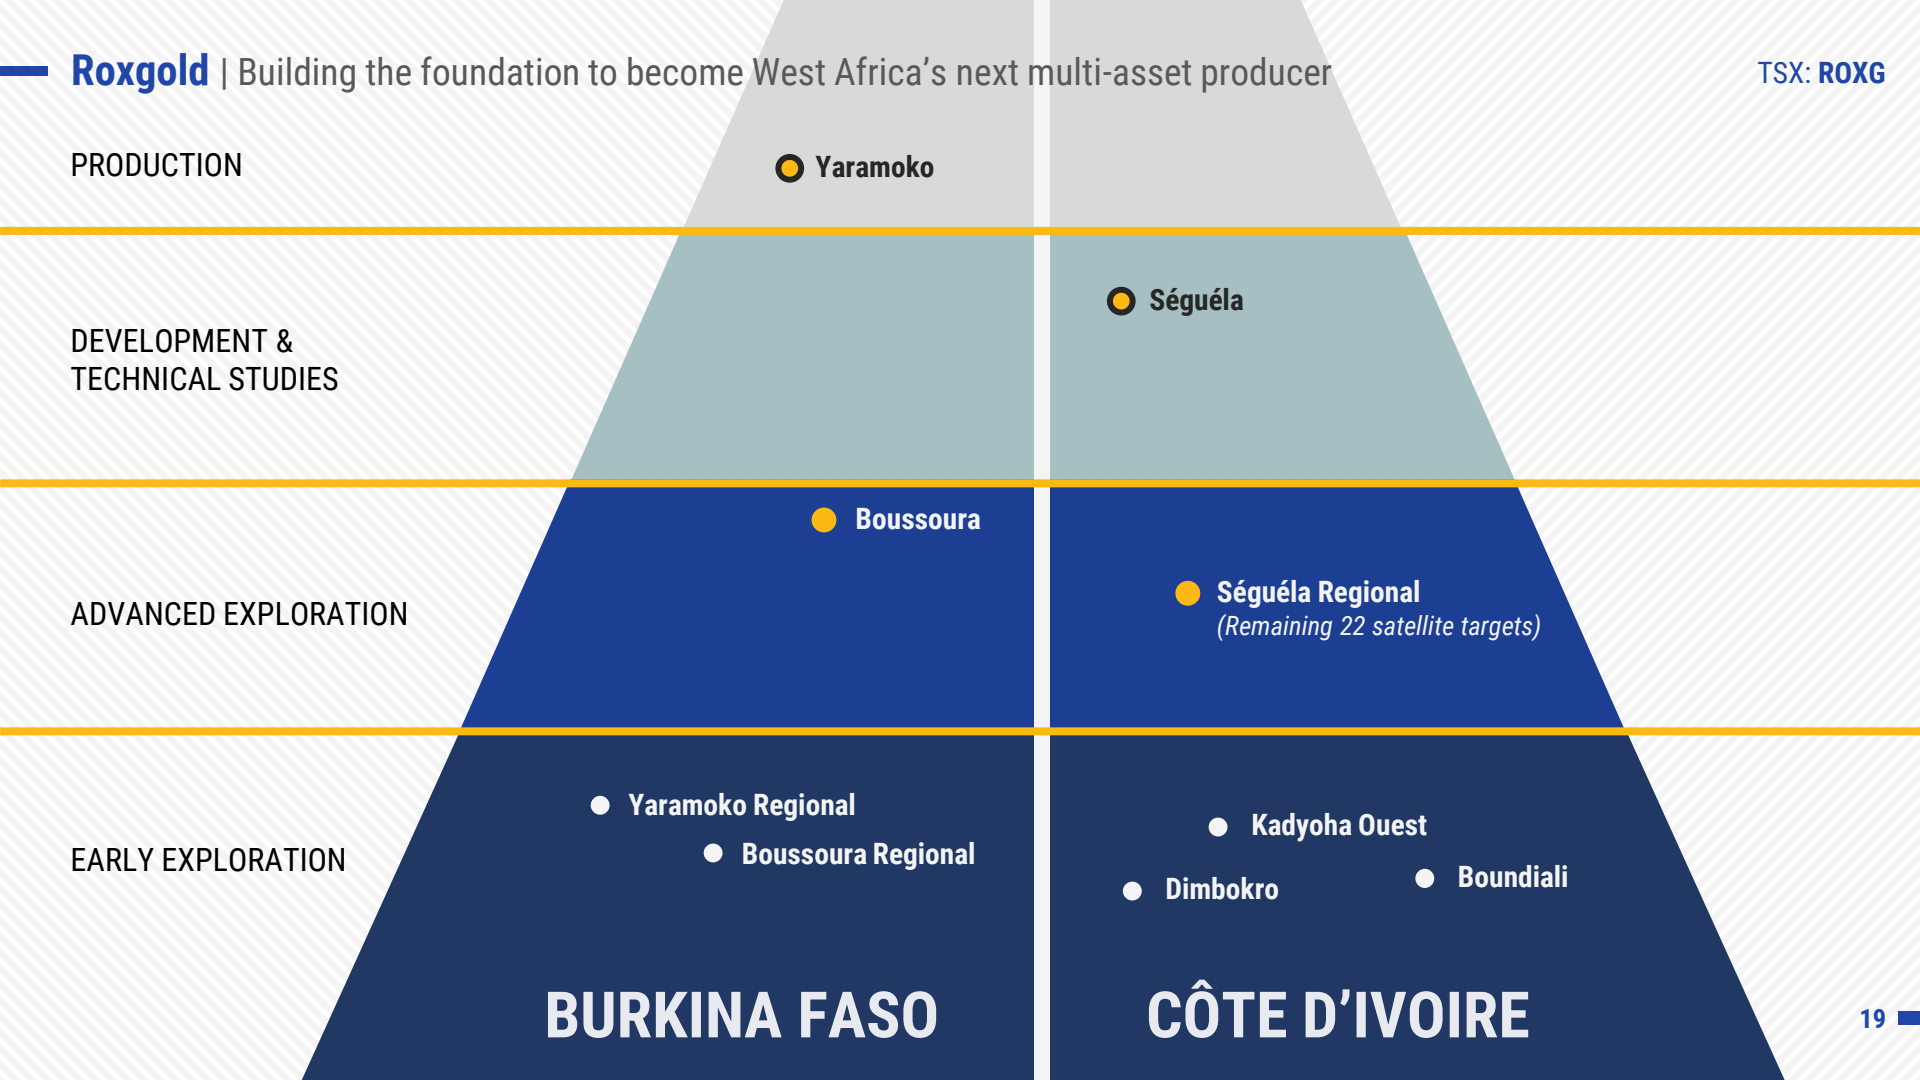 Roxgold | Building the foundation to become West Africa’s next multi-asset producer
TSX: ROXG
PRODUCTION
Yaramoko
DEVELOPMENT &
TECHNICAL STUDIES
Séguéla
ADVANCED EXPLORATION
Boussoura
Séguéla Regional
(Remaining 22 satellite targets)
EARLY EXPLORATION
Yaramoko Regional
Boussoura Regional
Kadyoha Ouest
Boundiali
Dimbokro
BURKINA FASO
CÔTE D’IVOIRE
19